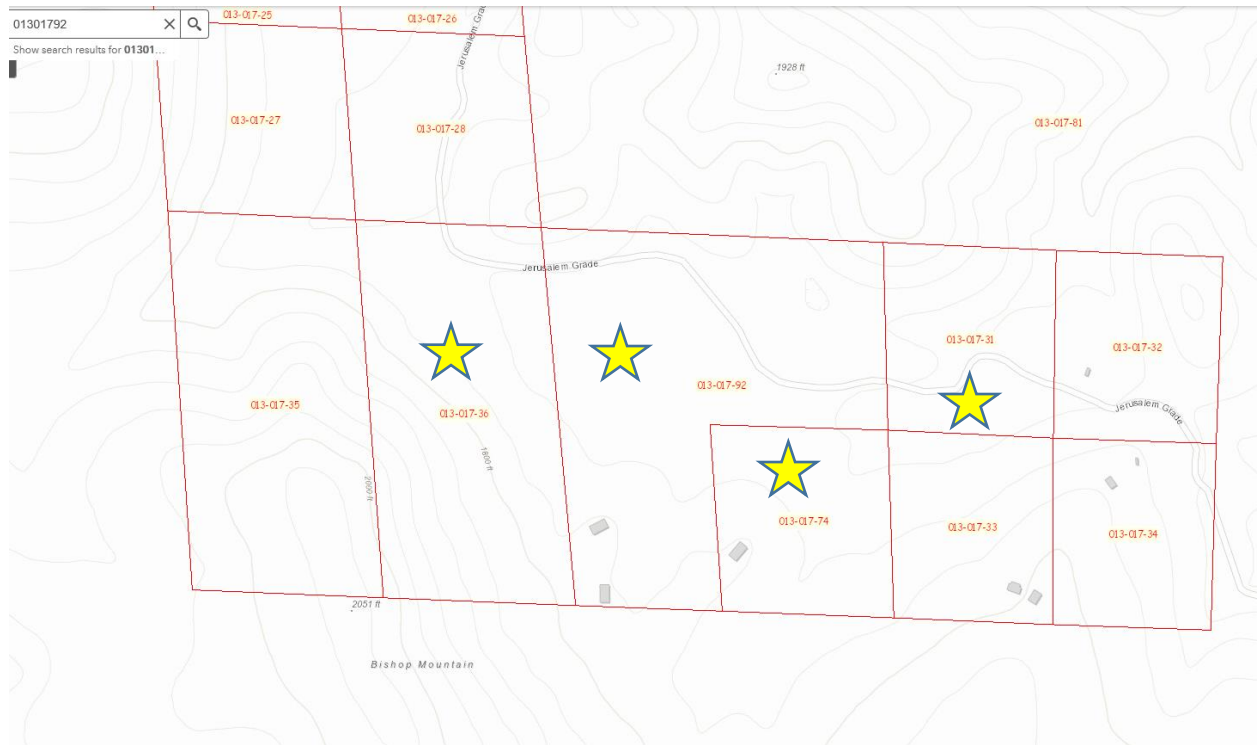 01301792
Show search results for 01301...
013-017-25
013-017-26
Jerusalem Grad
1928 ft
013-017-27
013-017-28
013-017-81
Jerusalem Grade
013-017-31
013-017-32
013-017-92
013-017-35
013-017-36
Jerusalem Grade
1800 ft
2000 ft
013-017-74
013-017-33
013-017-34
2051 ft
Bishop Mountain